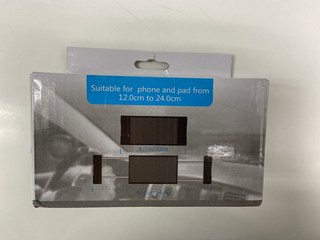 Suitable for phone and pad from
12.0cm to 24.0cm